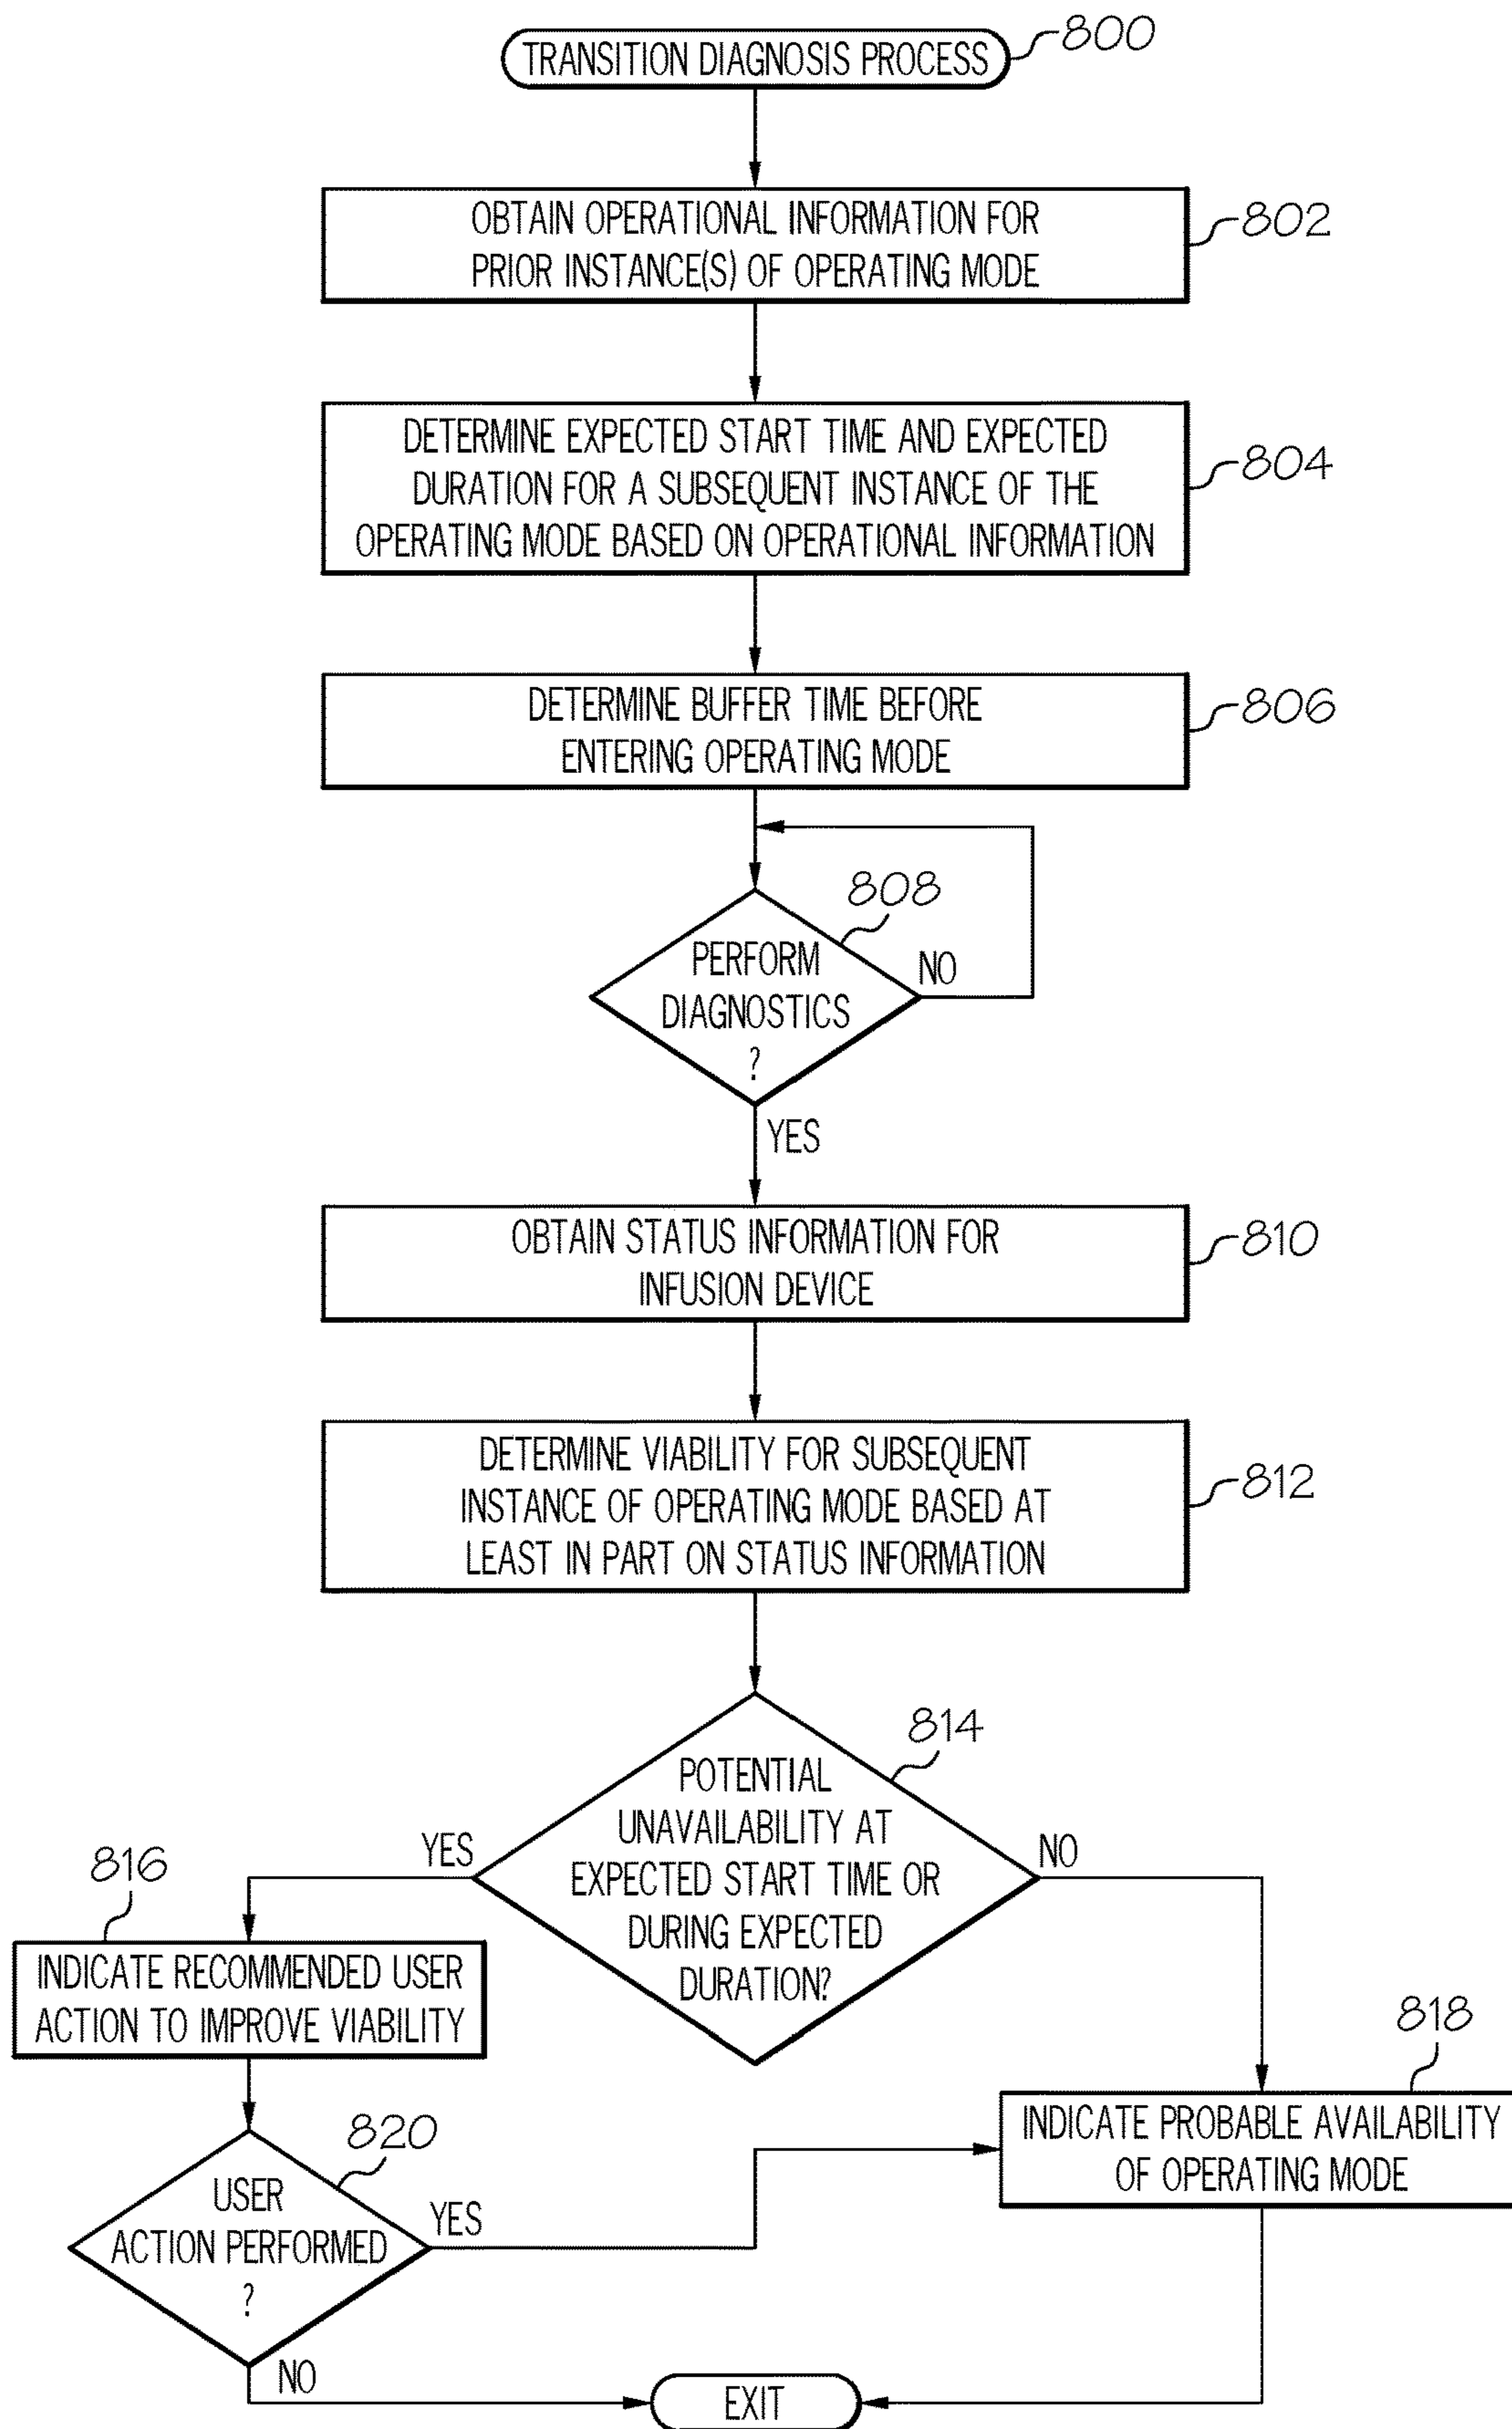 TRANSITION DIAGNOSIS PROCESS
800
OBTAIN OPERATIONAL INFORMATION FOR
PRIOR INSTANCE(S) OF OPERATING MODE
802
DETERMINE EXPECTED START TIME AND EXPECTED
DURATION FOR A SUBSEQUENT INSTANCE OF THE
OPERATING MODE BASED ON OPERATIONAL INFORMATION
804
DETERMINE BUFFER TIME BEFORE
ENTERING OPERATING MODE
806
808
PERFORM
DIAGNOSTICS
?
NO
YES
OBTAIN STATUS INFORMATION FOR
INFUSION DEVICE
810
DETERMINE VIABILITY FOR SUBSEQUENT
INSTANCE OF OPERATING MODE BASED AT
LEAST IN PART ON STATUS INFORMATION
812
814
POTENTIAL
UNAVAILABILITY AT
EXPECTED START TIME OR
DURING EXPECTED
DURATION?
YES
NO
816
INDICATE RECOMMENDED USER
ACTION TO IMPROVE VIABILITY
818
INDICATE PROBABLE AVAILABILITY
OF OPERATING MODE
820
USER
ACTION PERFORMED
?
YES
NO
EXIT